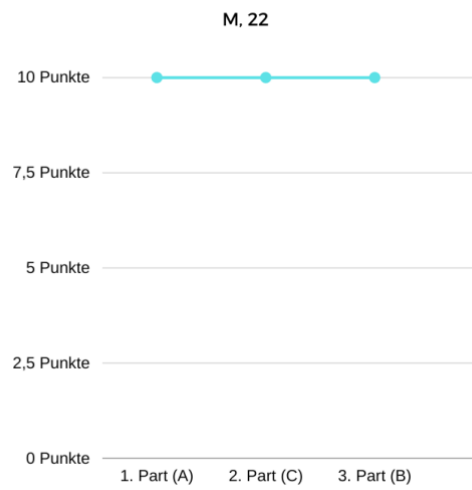 M, 22
10 Punkte
7,5 Punkte
5 Punkte
2,5 Punkte
0 Punkte
1. Part (A) 2. Part (C) 3. Part (B)